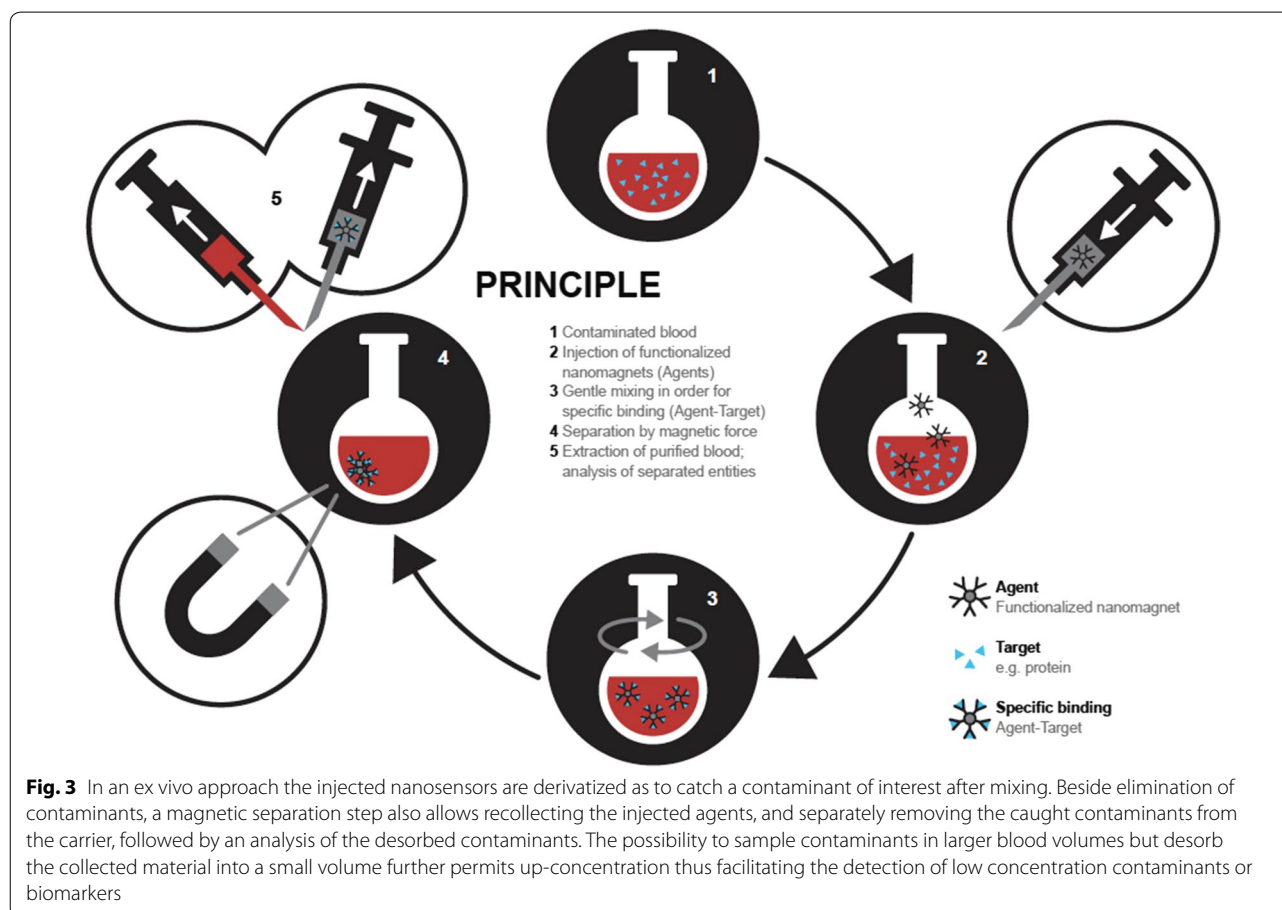 1
5
PRINCIPLE
1 Contaminated blood
2 Injection of functionalized
nanomagnets (Agents)
3 Gentle mixing in order for
specific binding (Agent-Target)
4 Separation by magnetic force
5 Extraction of purified blood;
analysis of separated entities
4
2
3
Agent
Functionalized nanomagnet
Target
e.g. protein
Specific binding
Agent-Target
Fig. 3 In an ex vivo approach the injected nanosensors are derivatized as to catch a contaminant of interest after mixing. Beside elimination of
contaminants, a magnetic separation step also allows recollecting the injected agents, and separately removing the caught contaminants from
the carrier, followed by an analysis of the desorbed contaminants. The possibility to sample contaminants in larger blood volumes but desorb
the collected material into a small volume further permits up-concentration thus facilitating the detection of low concentration contaminants or
biomarkers